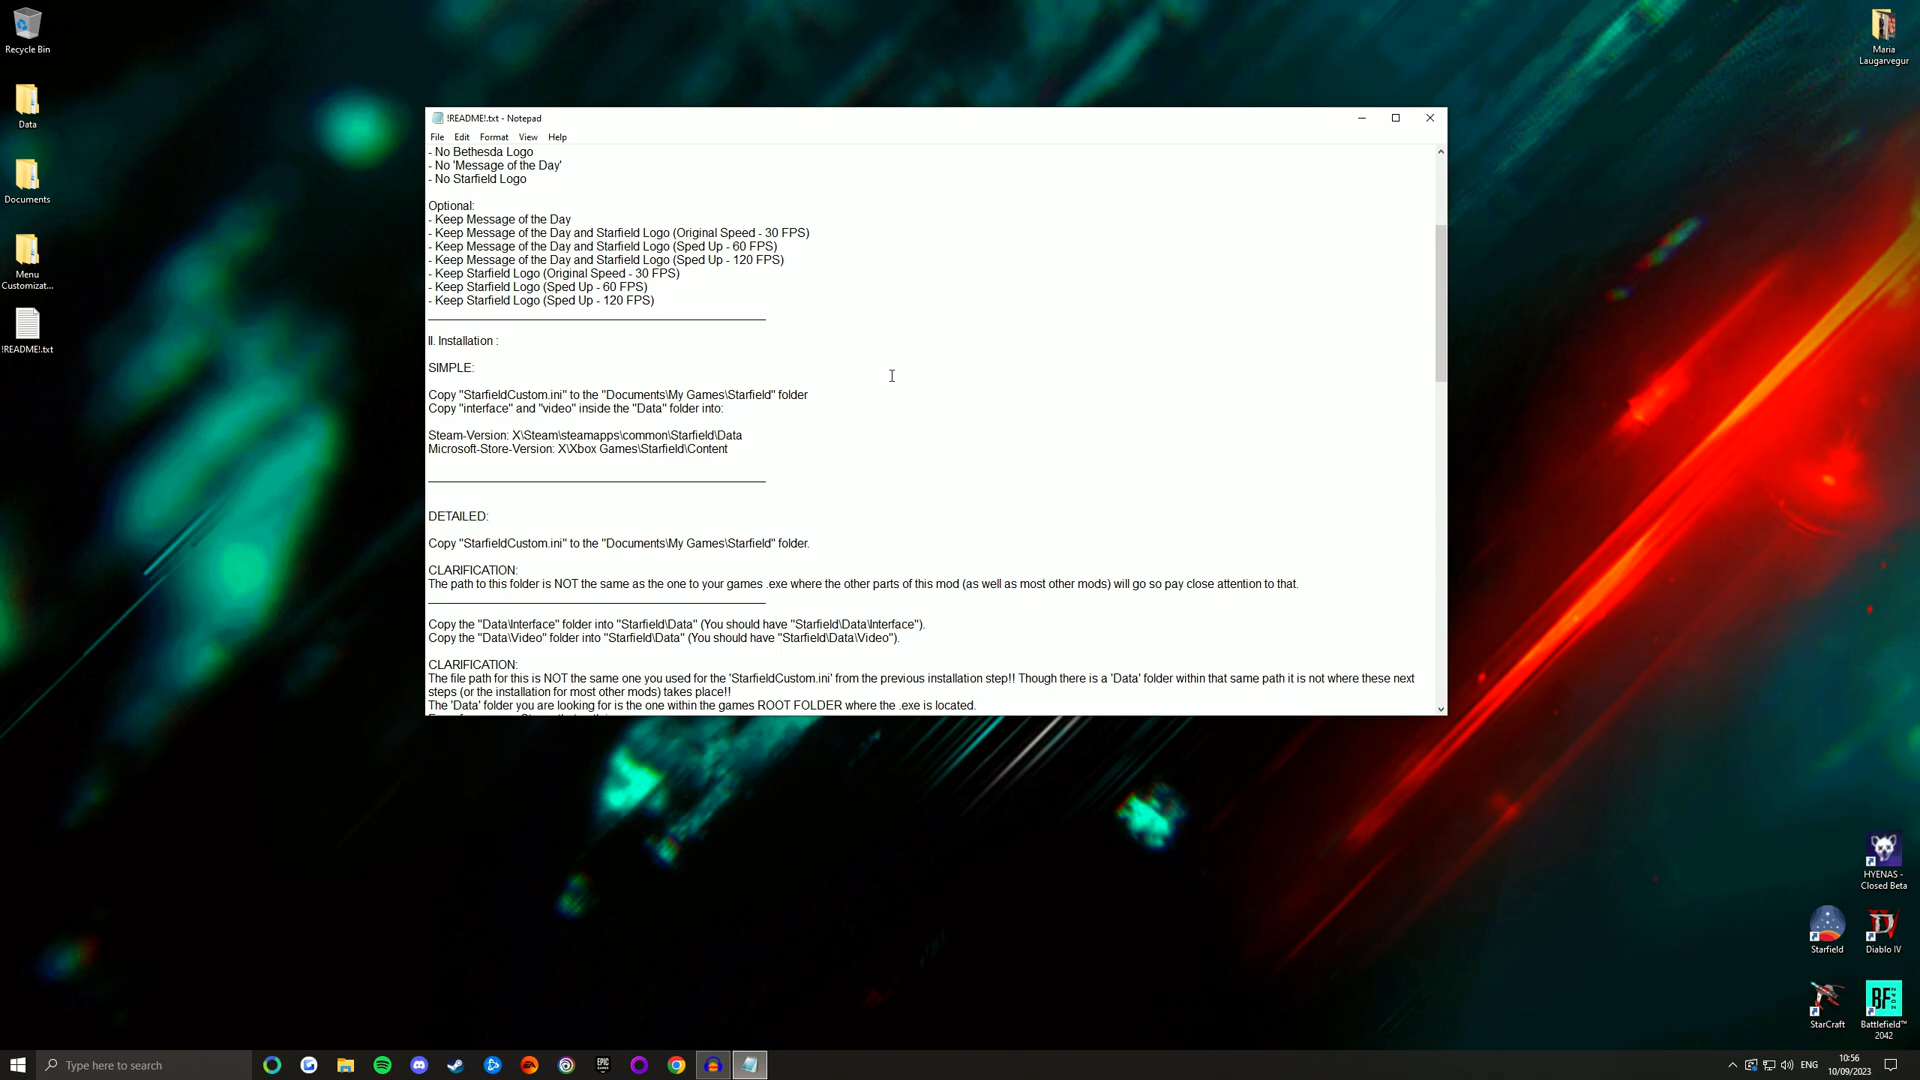 Recycle Bin
Data
Documents
Menu
Customizat...
!README!.txt
Maria
Laugarvegur
!README!.txt - Notepad
File Edit Format View Help
- No Bethesda Logo
- No 'Message of the Day'
- No Starfield Logo
Optional:
- Keep Message of the Day
- Keep Message of the Day and Starfield Logo (Original Speed - 30 FPS)
- Keep Message of the Day and Starfield Logo (Sped Up - 60 FPS)
- Keep Message of the Day and Starfield Logo (Sped Up - 120 FPS)
- Keep Starfield Logo (Original Speed - 30 FPS)
- Keep Starfield Logo (Sped Up - 60 FPS)
- Keep Starfield Logo (Sped Up - 120 FPS)
II. Installation :
SIMPLE:
Copy "StarfieldCustom.ini" to the "Documents\My Games\Starfield" folder
Copy "interface" and "video" inside the "Data" folder into:
Steam-Version: X\Steam\steamapps\common\Starfield\Data
Microsoft-Store-Version: X\Xbox Games\Starfield\Content
DETAILED:
Copy "StarfieldCustom.ini" to the "Documents\My Games\Starfield" folder.
CLARIFICATION:
The path to this folder is NOT the same as the one to your games .exe where the other parts of this mod (as well as most other mods) will go so pay close attention to that.
Copy the "Data\Interface" folder into "Starfield\Data" (You should have "Starfield\Data\Interface").
Copy the "Data\Video" folder into "Starfield\Data" (You should have "Starfield\Data\Video").
CLARIFICATION:
The file path for this is NOT the same one you used for the 'StarfieldCustom.ini' from the previous installation step!! Though there is a 'Data' folder within that same path it is not where these next
steps (or the installation for most other mods) takes place!!
The 'Data' folder you are looking for is the one within the games ROOT FOLDER where the .exe is located.
HYENAS -
Closed Beta
Starfield
Diablo IV
StarCraft
BF
2042
Battlefield™
2042
Type here to search
EA
EPIC
GAMES
ENG
10:56
10/09/2023